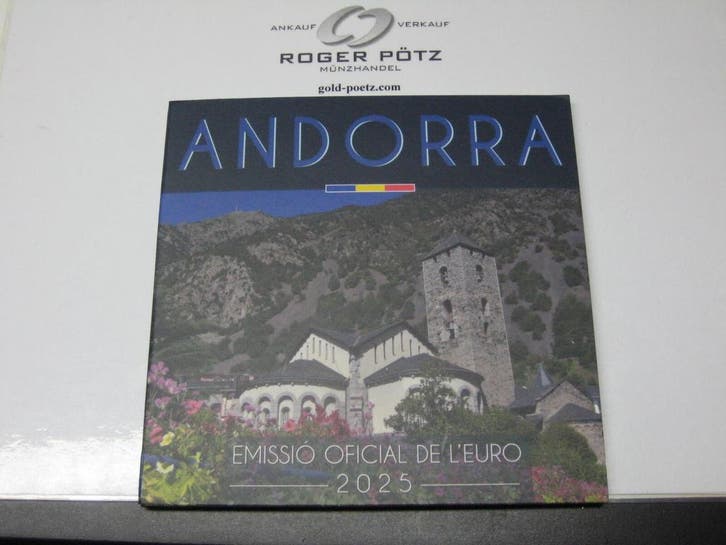 ANKAUF VERKAUF
ROGER PÖTZ
MÜNZHANDEL
gold-poetz.com
ANDORRA
EMISSIÓ OFICIAL DE L'EURO
2025